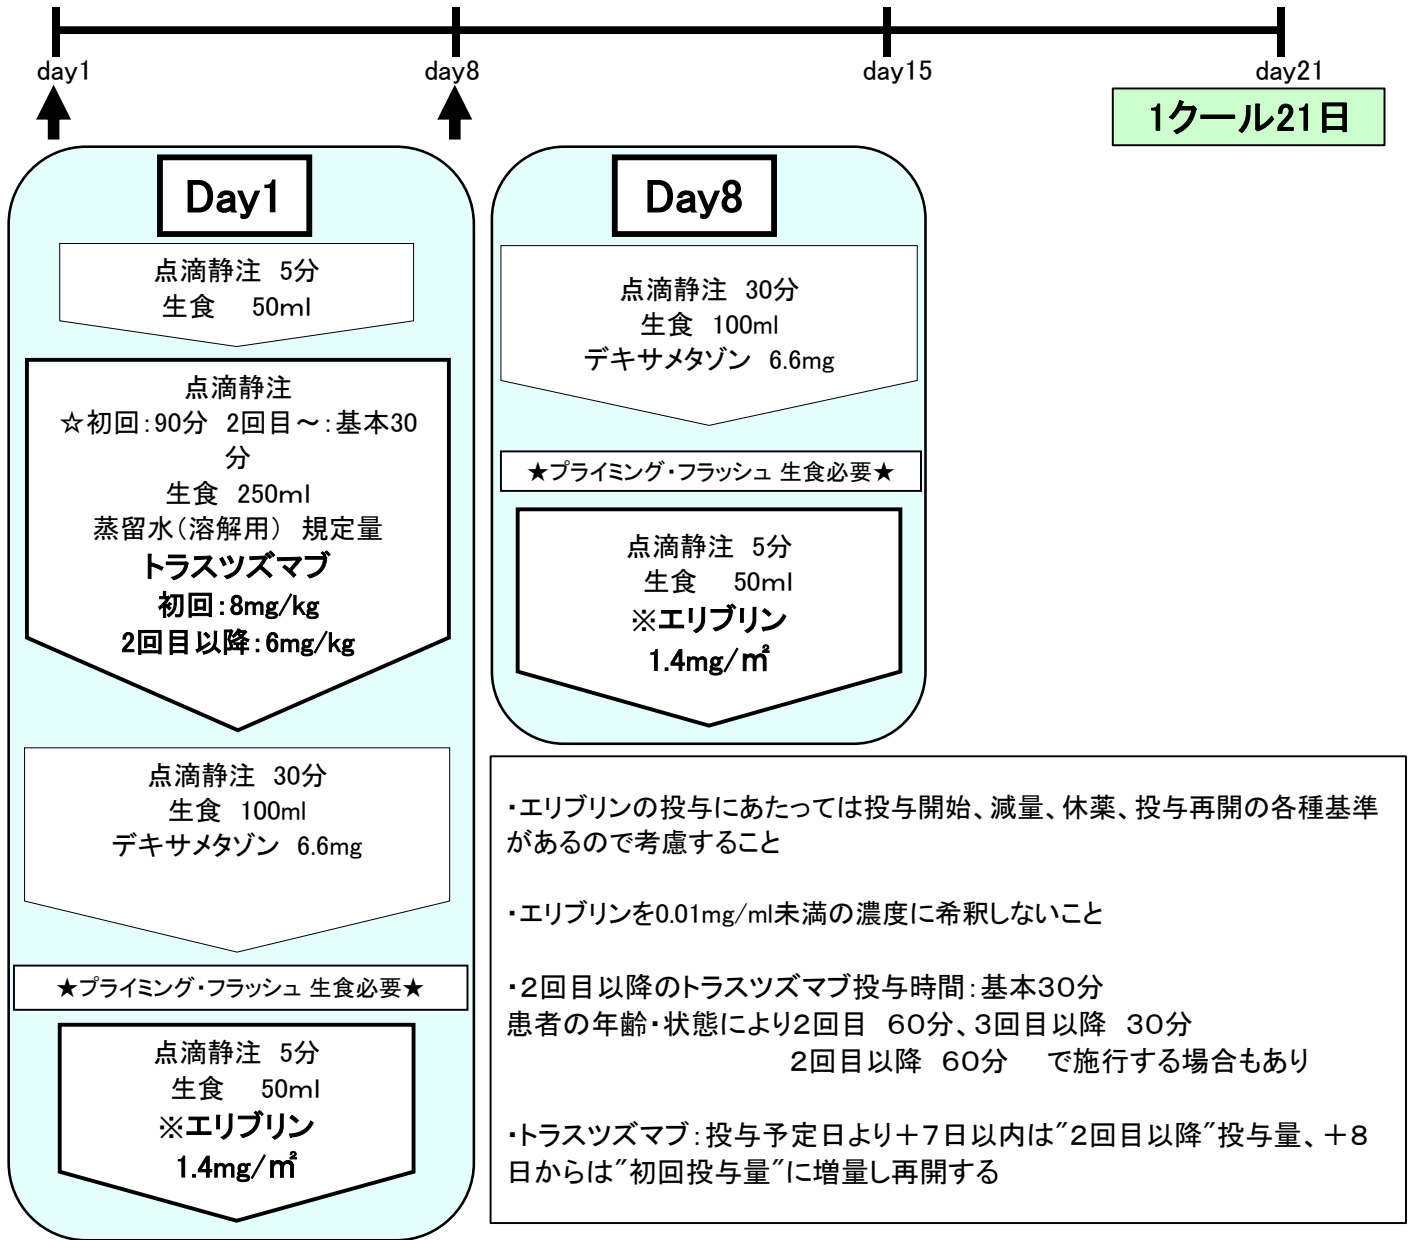 day1
day8
day15
day21
1クール21日
Day1
点滴静注 5分
生食 50ml
点滴静注
☆初回：90分 2回目～：基本30
分
生食 250ml
蒸留水（溶解用） 規定量
トラスツズマブ
初回：8mg/kg
2回目以降：6mg/kg
点滴静注 30分
生食 100ml
デキサメタゾン 6.6mg
★プライミング・フラッシュ 生食必要★
点滴静注 5分
生食 50ml
※エリブリン
1.4mg/㎡
Day8
点滴静注 30分
生食 100ml
デキサメタゾン 6.6mg
★プライミング・フラッシュ 生食必要★
点滴静注 5分
生食 50ml
※エリブリン
1.4mg/㎡
・エリブリンの投与にあたっては投与開始、減量、休薬、投与再開の各種基準
があるので考慮すること
・エリブリンを0.01mg/ml未満の濃度に希釈しないこと
・２回目以降のトラスツズマブ投与時間：基本３０分
患者の年齢・状態により２回目 ６０分、３回目以降 ３０分
２回目以降 ６０分 で施行する場合もあり
・トラスツズマブ：投与予定日より＋７日以内は”２回目以降”投与量、＋８
日からは”初回投与量”に増量し再開する